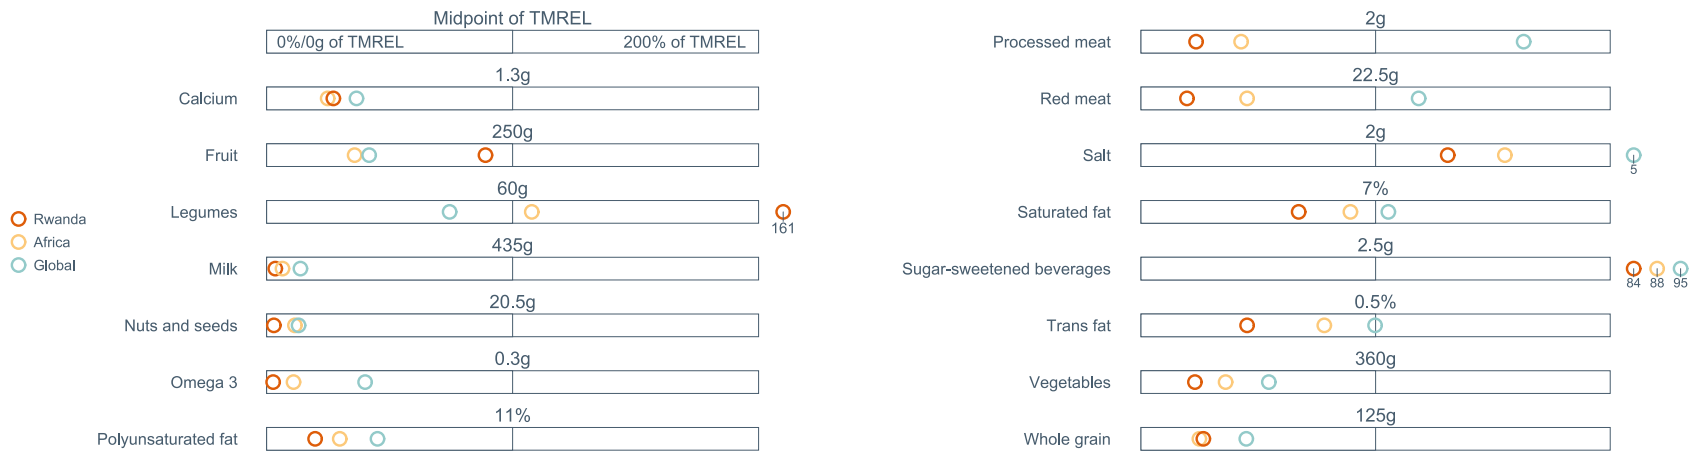 Midpoint of TMREL
0%/0g of TMREL
200% of TMREL
1.3g
Calcium
250g
Fruit
60g
Legumes
161
435g
Milk
20.5g
Nuts and seeds
0.3g
Omega 3
11%
Polyunsaturated fat
Rwanda
Africa
Global
2g
Processed meat
22.5g
Red meat
2g
Salt
5
7%
Saturated fat
2.5g
Sugar-sweetened beverages
84 88 95
0.5%
Trans fat
360g
Vegetables
125g
Whole grain